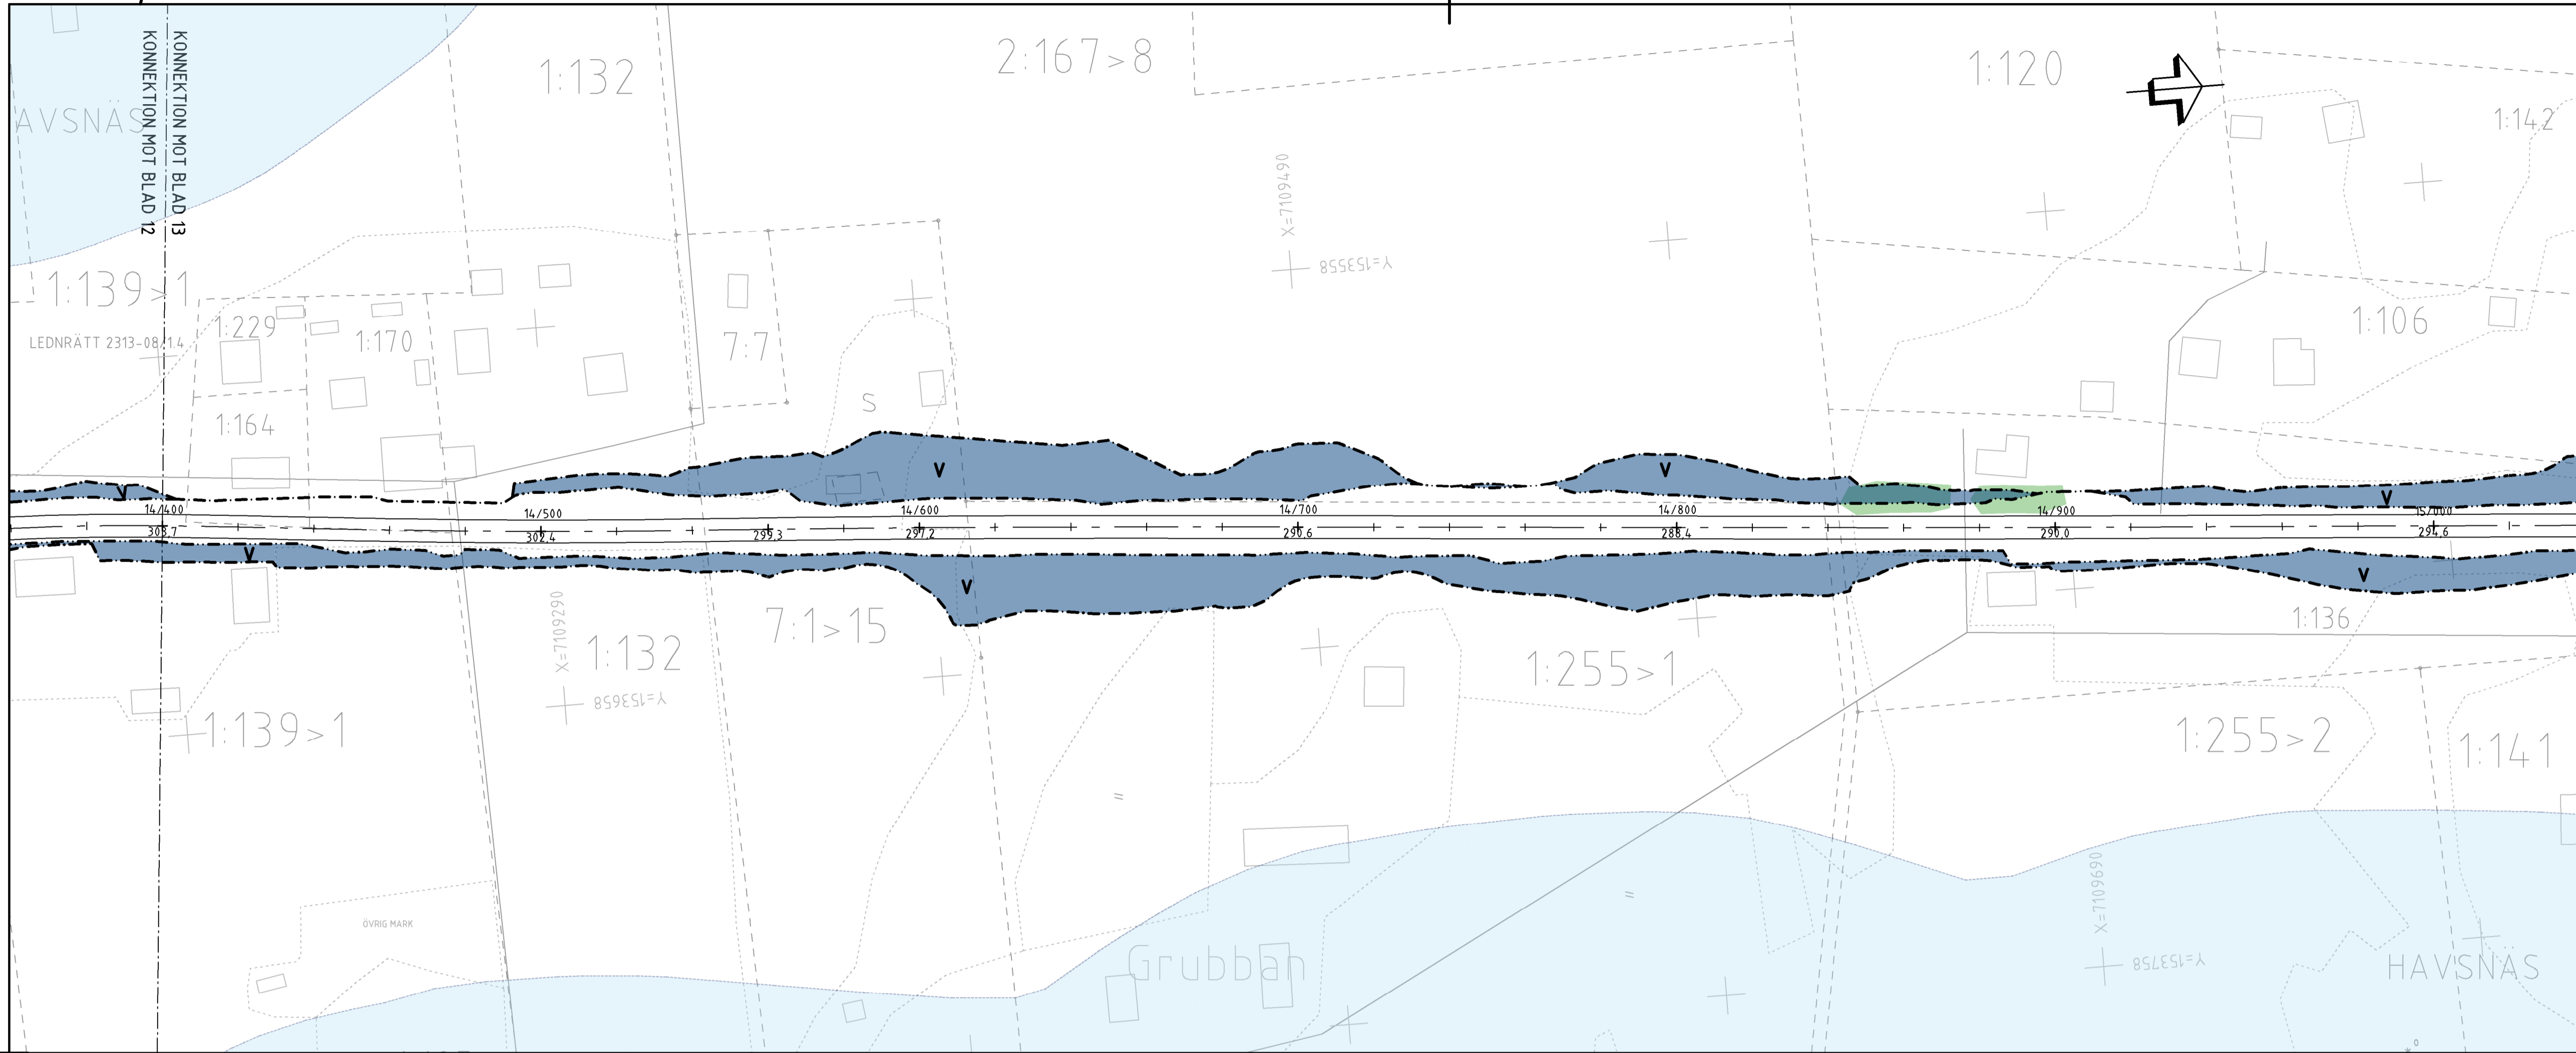 KONNEKTION MOT BLAD 12
KONNEKTION MOT BLAD 13
1:132
2:167>8
1:120
1:142
AVSNÄS
X=7109490
Y=153558
1:139>1
1:229
1:170
LEDNRÄTT 2313-08/1.4
7:7
1:106
S
1:164
V
V
V
V
14/400
14/500
14/600
14/700
14/800
14/900
15/000
303,7
302,4
299,3
297,2
290,6
288,4
290,0
294,6
V
V
V
X=7109290
Y=153658
1:132
7:1>15
1:255>1
1:136
1:139>1
1:255>2
1:141
ÖVRIG MARK
X=7109690
Y=153758
Grubban
HAVSNÄS